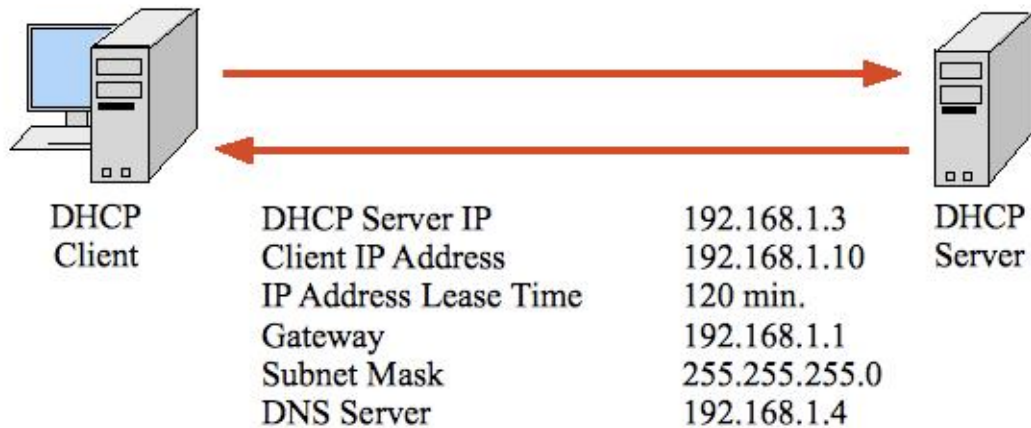 DHCP
Client
DHCP Server IP 192.168.1.3
Client IP Address 192.168.1.10
IP Address Lease Time 120 min.
Gateway 192.168.1.1
Subnet Mask 255.255.255.0
DNS Server 192.168.1.4
DHCP
Server